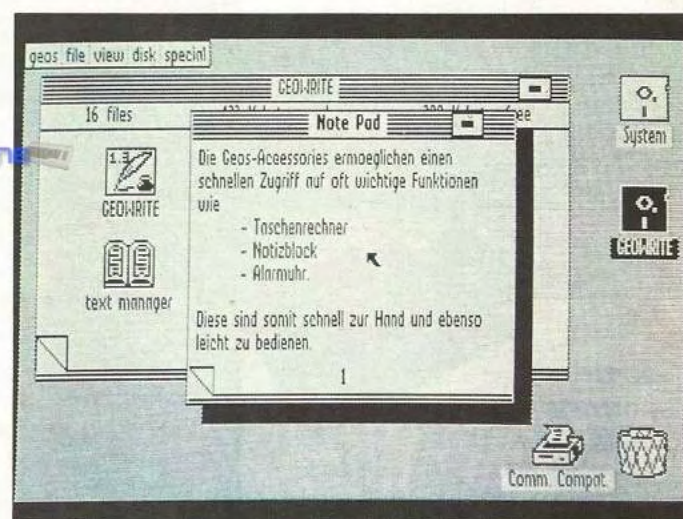 geos file view disk special
GEOWRITE
16 files
Note Pad
1.3
GEOWRITE
text manager
Die Geos-Accessories ermoeglichen einen
schnellen Zugriff auf oft wichtige Funktionen
wie
- Taschenrechner
- Notizblock
- Alarmuhr.
Diese sind somit schnell zur Hand und ebenso
leicht zu bedienen.
1
System
GEOWRITE
Comm. Compat.